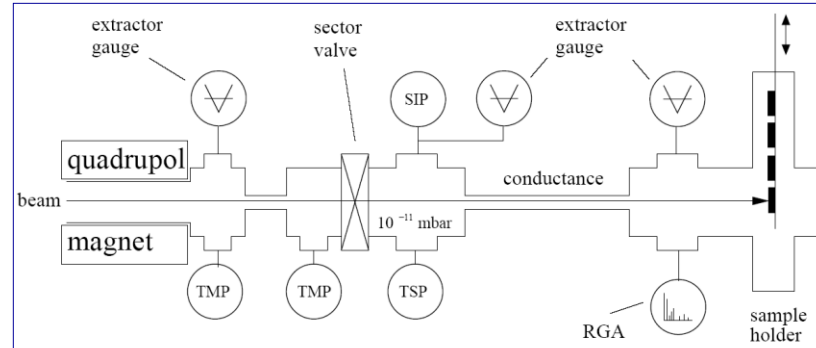 extractor
gauge
sector
valve
extractor
gauge
SIP
quadrupol
conductance
beam
10 −11 mbar
magnet
TMP
TMP
TSP
RGA
sample
holder